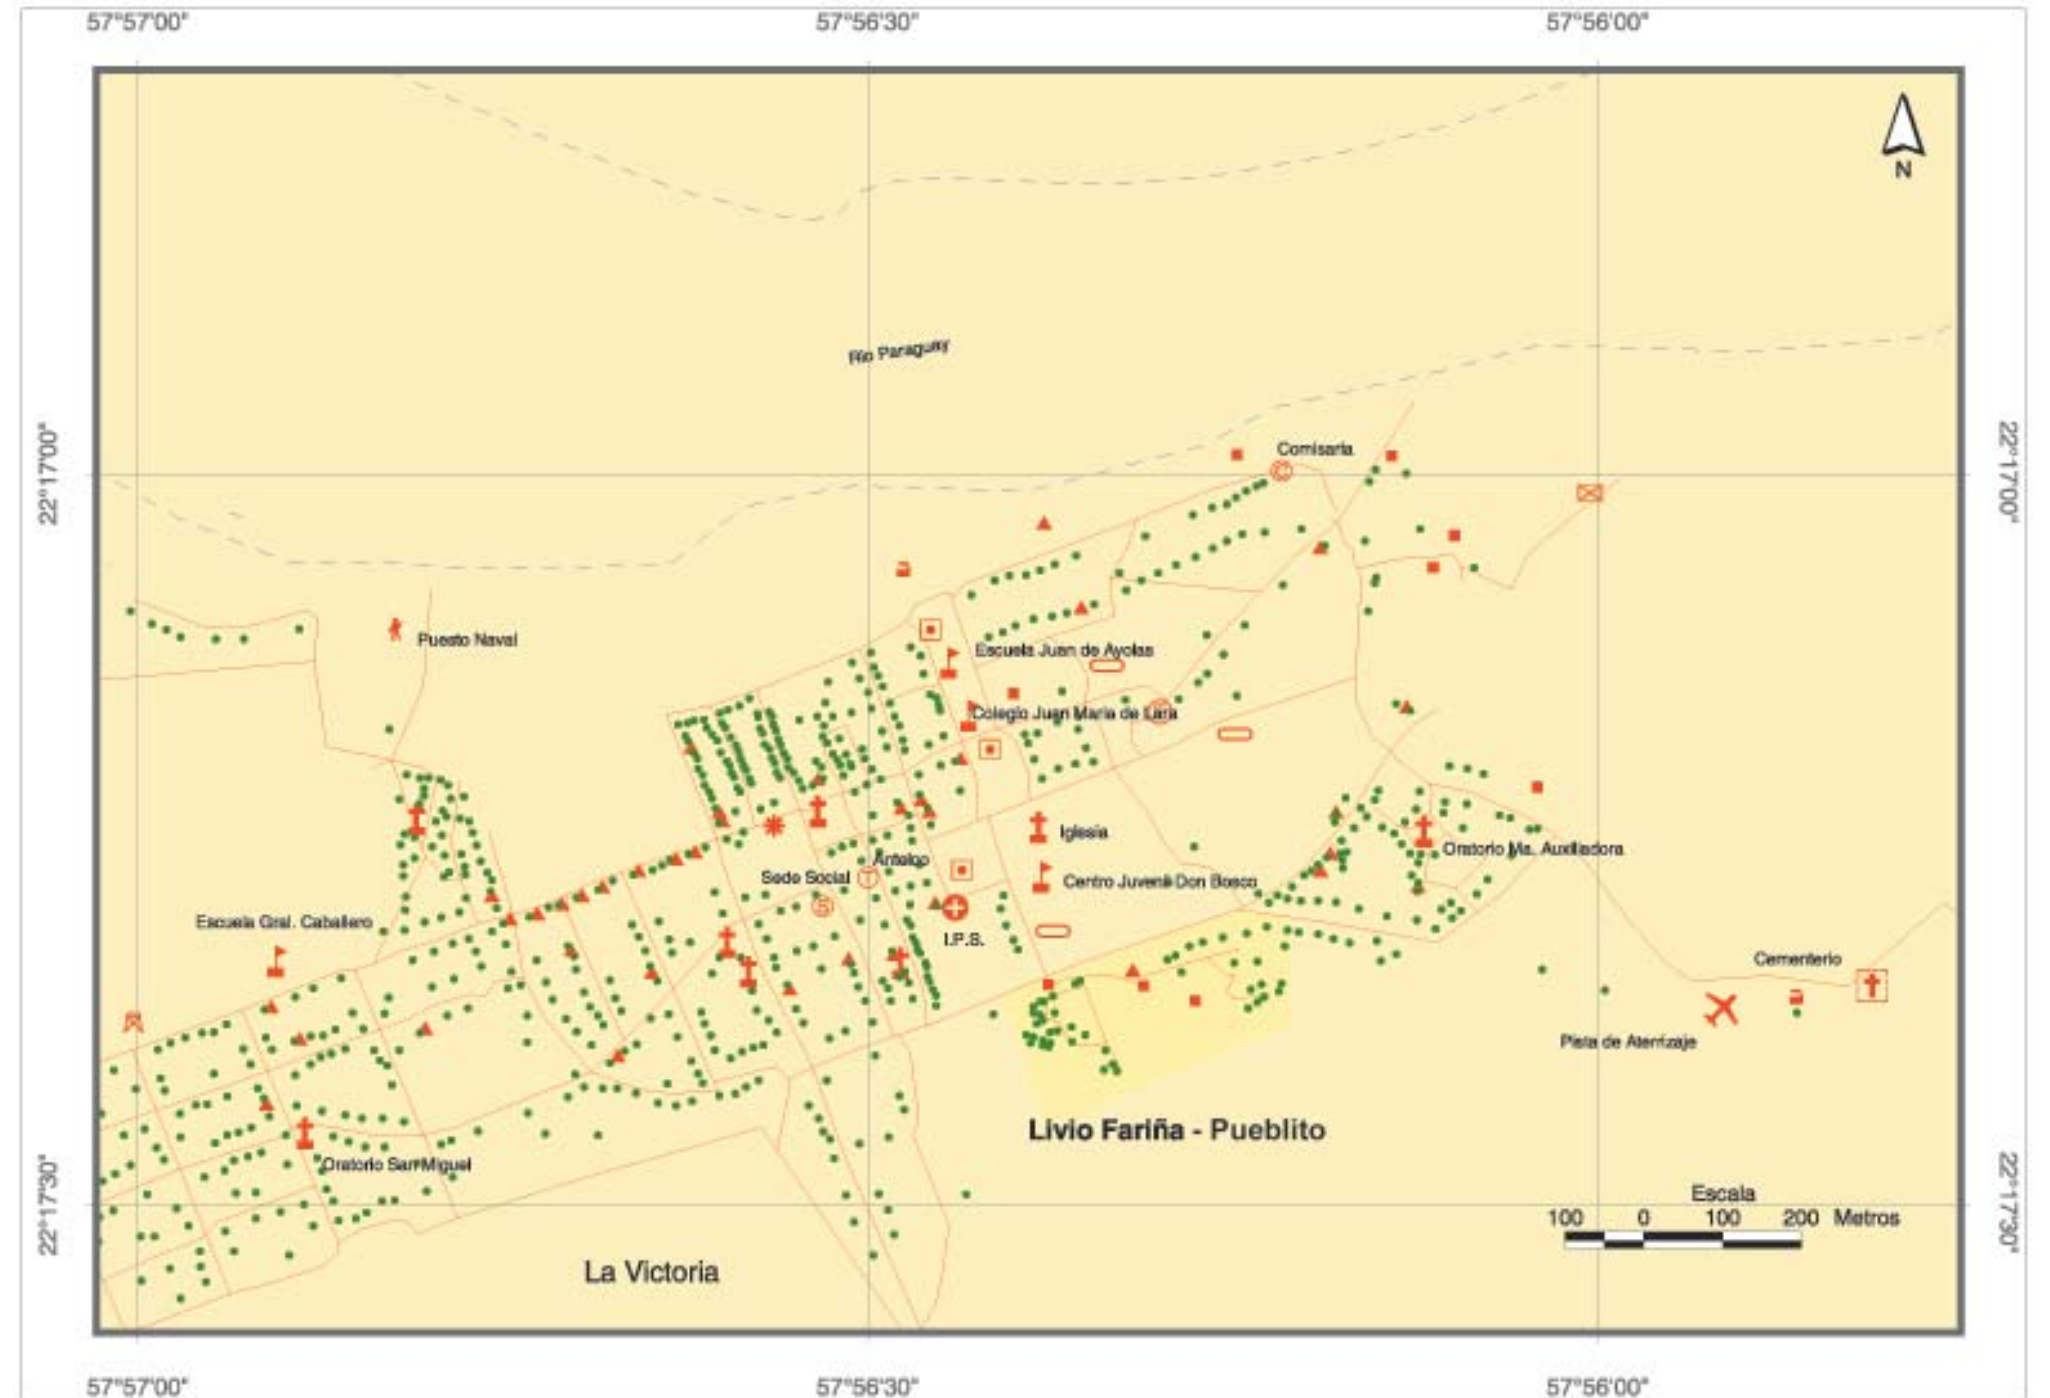 57°57'00" 57°56'30" 57°56'00"
N
Río Paraguay
Comisaría
22°17'00" 22°17'00"
Puesto Naval
Escuela Juan de Ayolas
Colegio Juan María de Lara
Iglesia
Oratorio Ma. Auxiliadora
Antelco
Sede Social T
Centro Juvenil Don Bosco
S
Escuela Gral. Caballero
I.P.S.
Cementerio
Pista de Aterrizaje
Livio Fariña - Pueblito
Oratorio San Miguel
22°17'30" 22°17'30"
Escala
100 0 100 200 Metros
La Victoria
57°57'00" 57°56'30" 57°56'00"